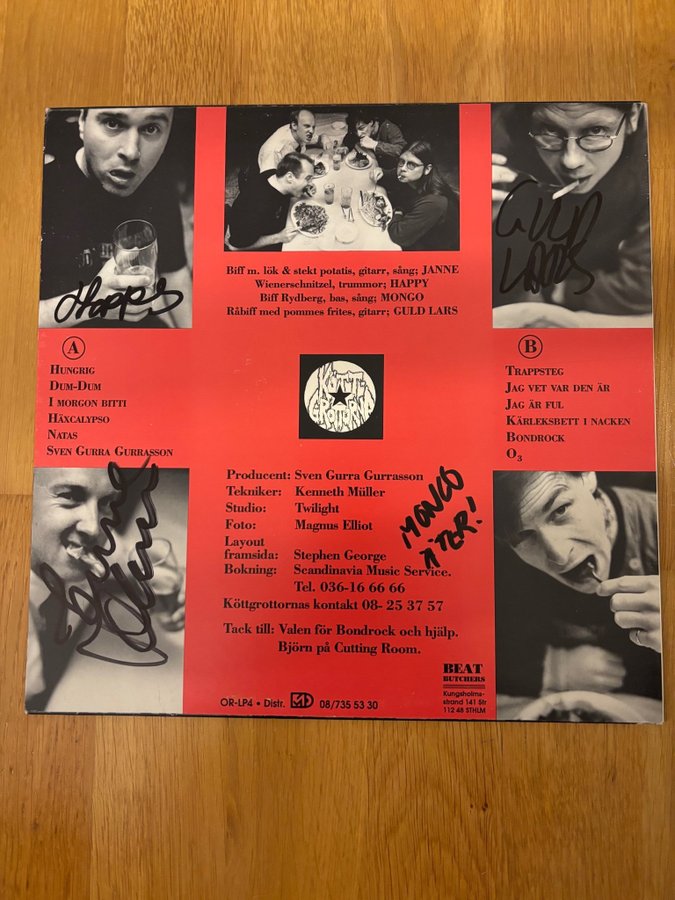 Biff m. lök & stekt potatis, gitarr, sång; JANNE
Wienerschnitzel, trummor; HAPPY
Biff Rydberg, bas, sång; MONGO
Råbiff med pommes frites, gitarr; GULD LARS
Happy
GULD
LARS
A
HUNGRIG
DUM-DUM
I MORGON BITTI
HÄXCALYPSO
NATAS
SVEN GURRA GURRASSON
KÖTT
GROTTORNA
B
TRAPPSTEG
JAG VET VAR DEN ÄR
JAG ÄR FUL
KÄRLEKSBETT I NACKEN
BONDROCK
O3
Producent: Sven Gurra Gurrasson
Tekniker: Kenneth Müller
Studio: Twilight
Foto: Magnus Elliot
Layout
framsida: Stephen George
Bokning: Scandinavia Music Service.
Tel. 036-16 66 66
Köttgrottornas kontakt 08- 25 37 57
MONGO
ÄTER!
Tack till: Valen för Bondrock och hjälp.
Björn på Cutting Room.
BEAT
BUTCHERS
Kungsholms-
strand 141 5tr
112 48 STHLM
OR-LP4 • Distr. 08/735 53 30